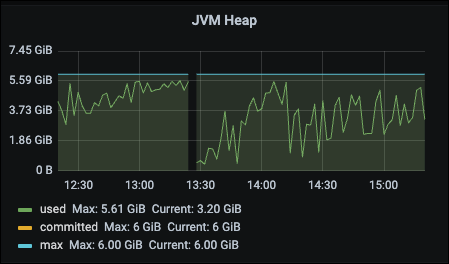 JVM Heap
7.45 GiB
5.59 GiB
3.73 GiB
1.86 GiB
0 B
12:30 13:00 13:30 14:00 14:30 15:00
used Max: 5.61 GiB Current: 3.20 GiB
committed Max: 6 GiB Current: 6 GiB
max Max: 6.00 GiB Current: 6.00 GiB